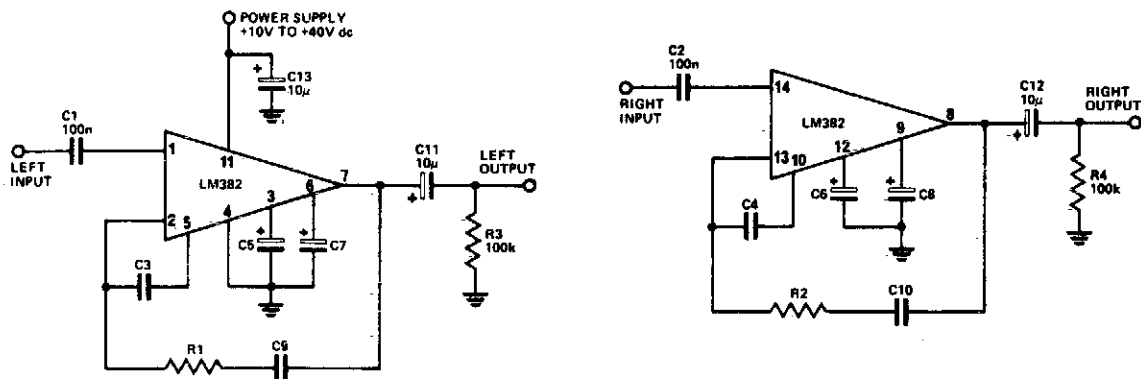 POWER SUPPLY
+10V TO +40V dc
+
C13
10μ
C1
100n
LEFT
INPUT
1
11
LM382
2
5
4
3
6
7
C11
10μ
+
LEFT
OUTPUT
R3
100k
C3
+
C5
+
C7
R1
C9
C2
100n
RIGHT
INPUT
14
LM382
13
10
12
9
8
C12
10μ
+
RIGHT
OUTPUT
R4
100k
C4
+
C6
+
C8
R2
C10